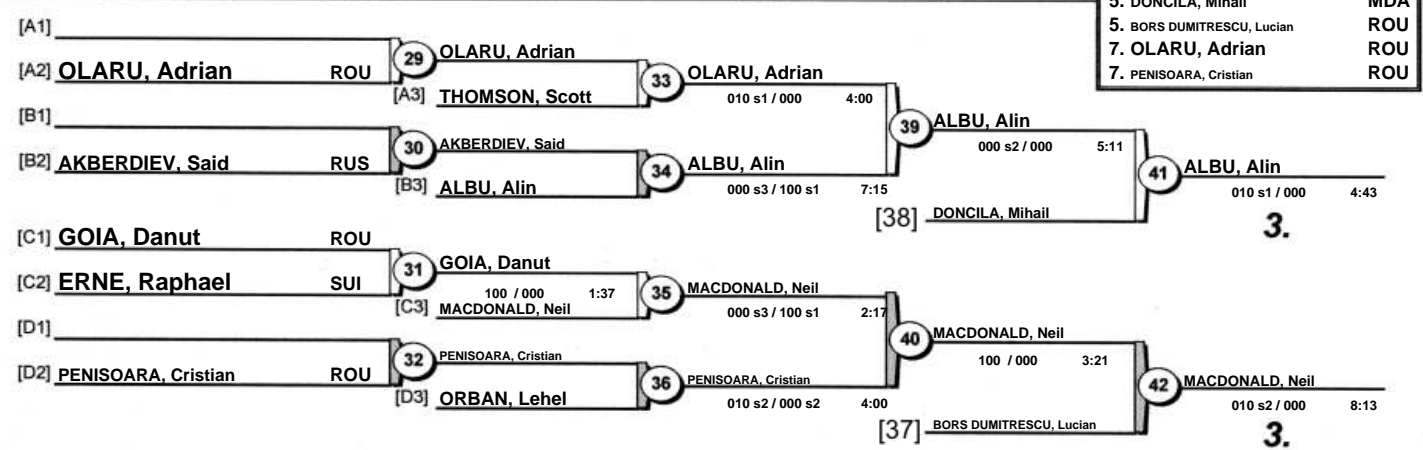 5. DONCILA, Mihail MDA
5. BORS DUMITRESCU, Lucian ROU
7. OLARU, Adrian ROU
7. PENISOARA, Cristian ROU
[A1]
[A2] OLARU, Adrian ROU
29
OLARU, Adrian
[A3] THOMSON, Scott
33
OLARU, Adrian
010 s1 / 000 4:00
[B1]
[B2] AKBERDIEV, Said RUS
30
AKBERDIEV, Said
[B3] ALBU, Alin
34
ALBU, Alin
000 s3 / 100 s1 7:15
39
ALBU, Alin
000 s2 / 000 5:11
[38] DONCILA, Mihail
41
ALBU, Alin
010 s1 / 000 4:43
3.
[C1] GOIA, Danut ROU
[C2] ERNE, Raphael SUI
31
GOIA, Danut
100 / 000 1:37
[C3] MACDONALD, Neil
35
MACDONALD, Neil
000 s3 / 100 s1 2:17
[D1]
[D2] PENISOARA, Cristian ROU
32
PENISOARA, Cristian
[D3] ORBAN, Lehel
36
PENISOARA, Cristian
010 s2 / 000 s2 4:00
40
MACDONALD, Neil
100 / 000 3:21
[37] BORS DUMITRESCU, Lucian
42
MACDONALD, Neil
010 s2 / 000 8:13
3.